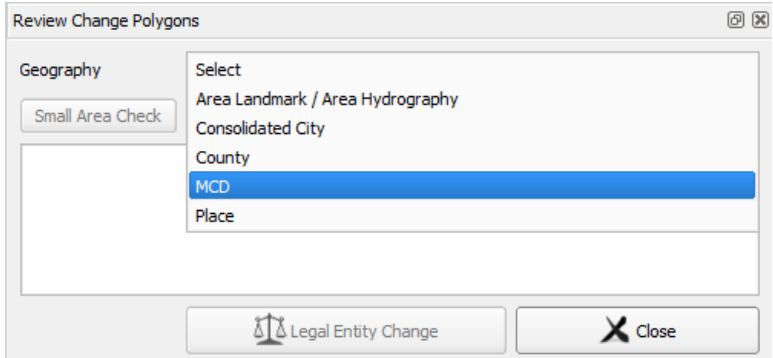 Review Change Polygons
Geography
Select
Area Landmark / Area Hydrography
Small Area Check
Consolidated City
County
MCD
Place
Legal Entity Change
Close